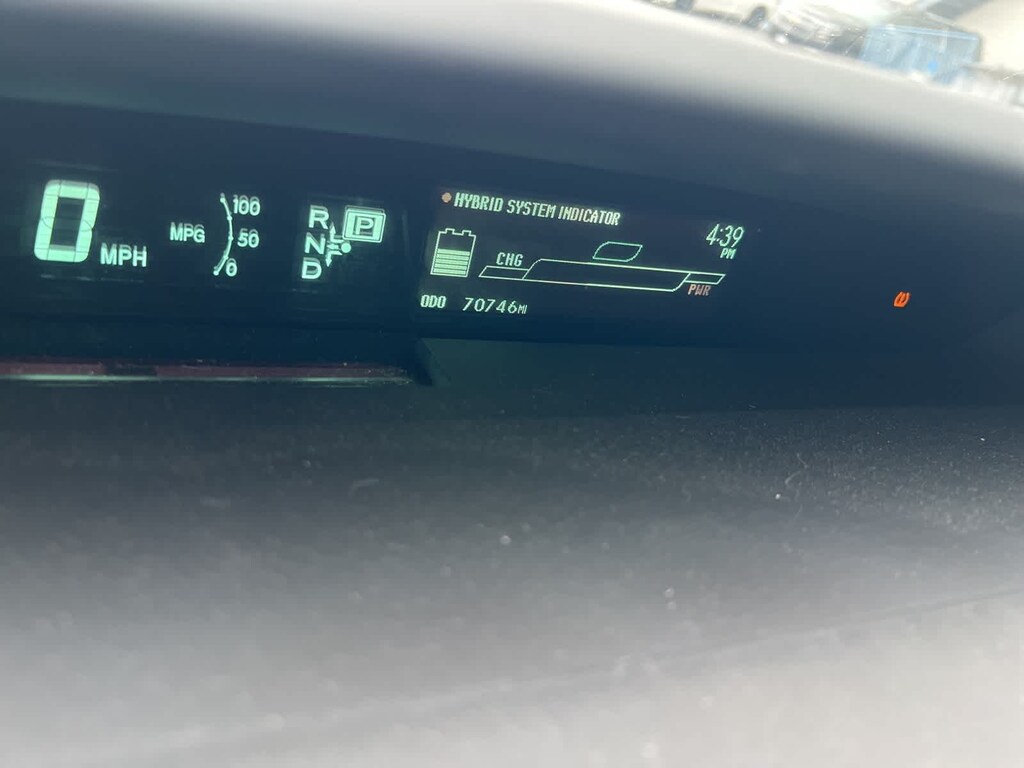 0 MPH
MPG 100 50 0
R
N
D
P
HYBRID SYSTEM INDICATOR
4:39
PM
CHG
PWR
ODO 70746MI